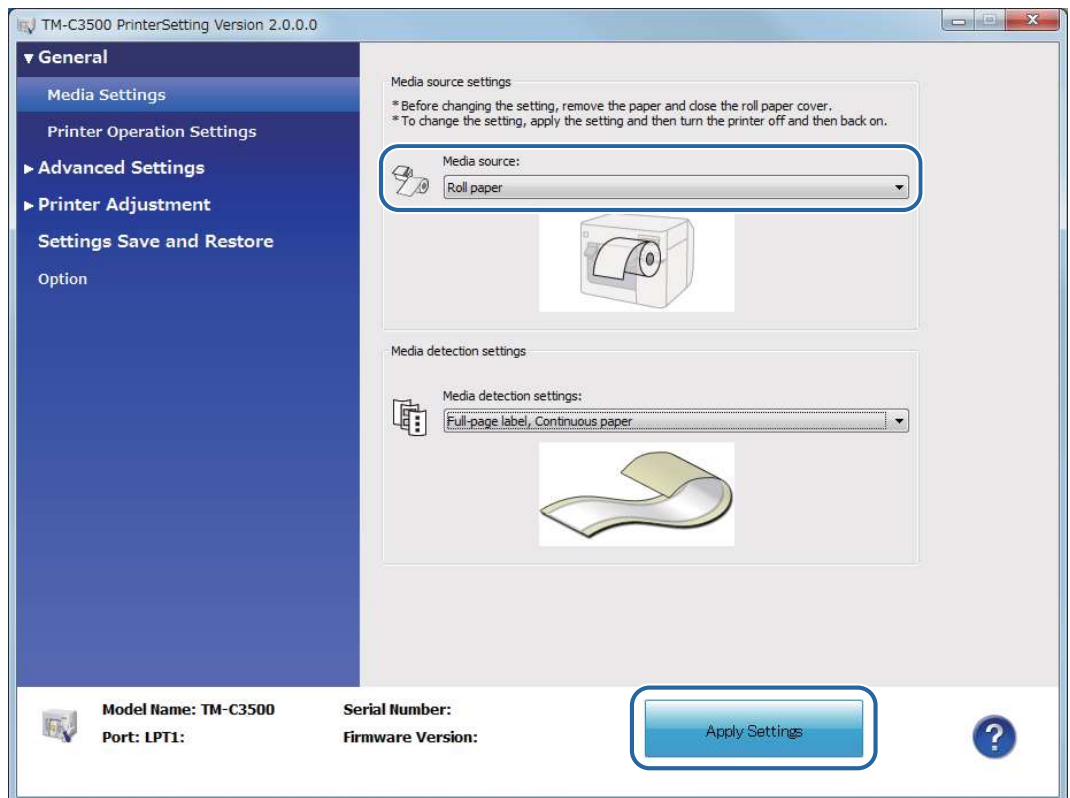 TM-C3500 PrinterSetting Version 2.0.0.0
▼ General
Media Settings
Printer Operation Settings
► Advanced Settings
► Printer Adjustment
Settings Save and Restore
Option
Media source settings
* Before changing the setting, remove the paper and close the roll paper cover.
* To change the setting, apply the setting and then turn the printer off and then back on.
Media source:
Roll paper
Media detection settings
Media detection settings:
Full-page label, Continuous paper
Model Name: TM-C3500
Port: LPT1:
Serial Number:
Firmware Version:
Apply Settings
?